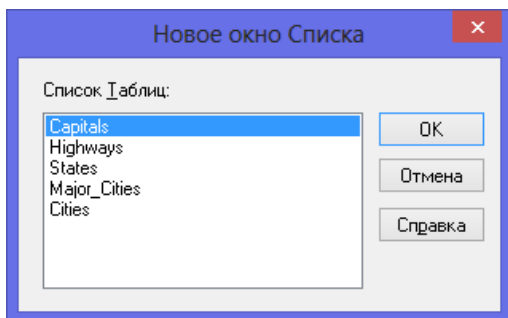 Новое окно Списка
Список Таблиц:
Capitals
Highways
States
Major_Cities
Cities
OK
Отмена
Справка